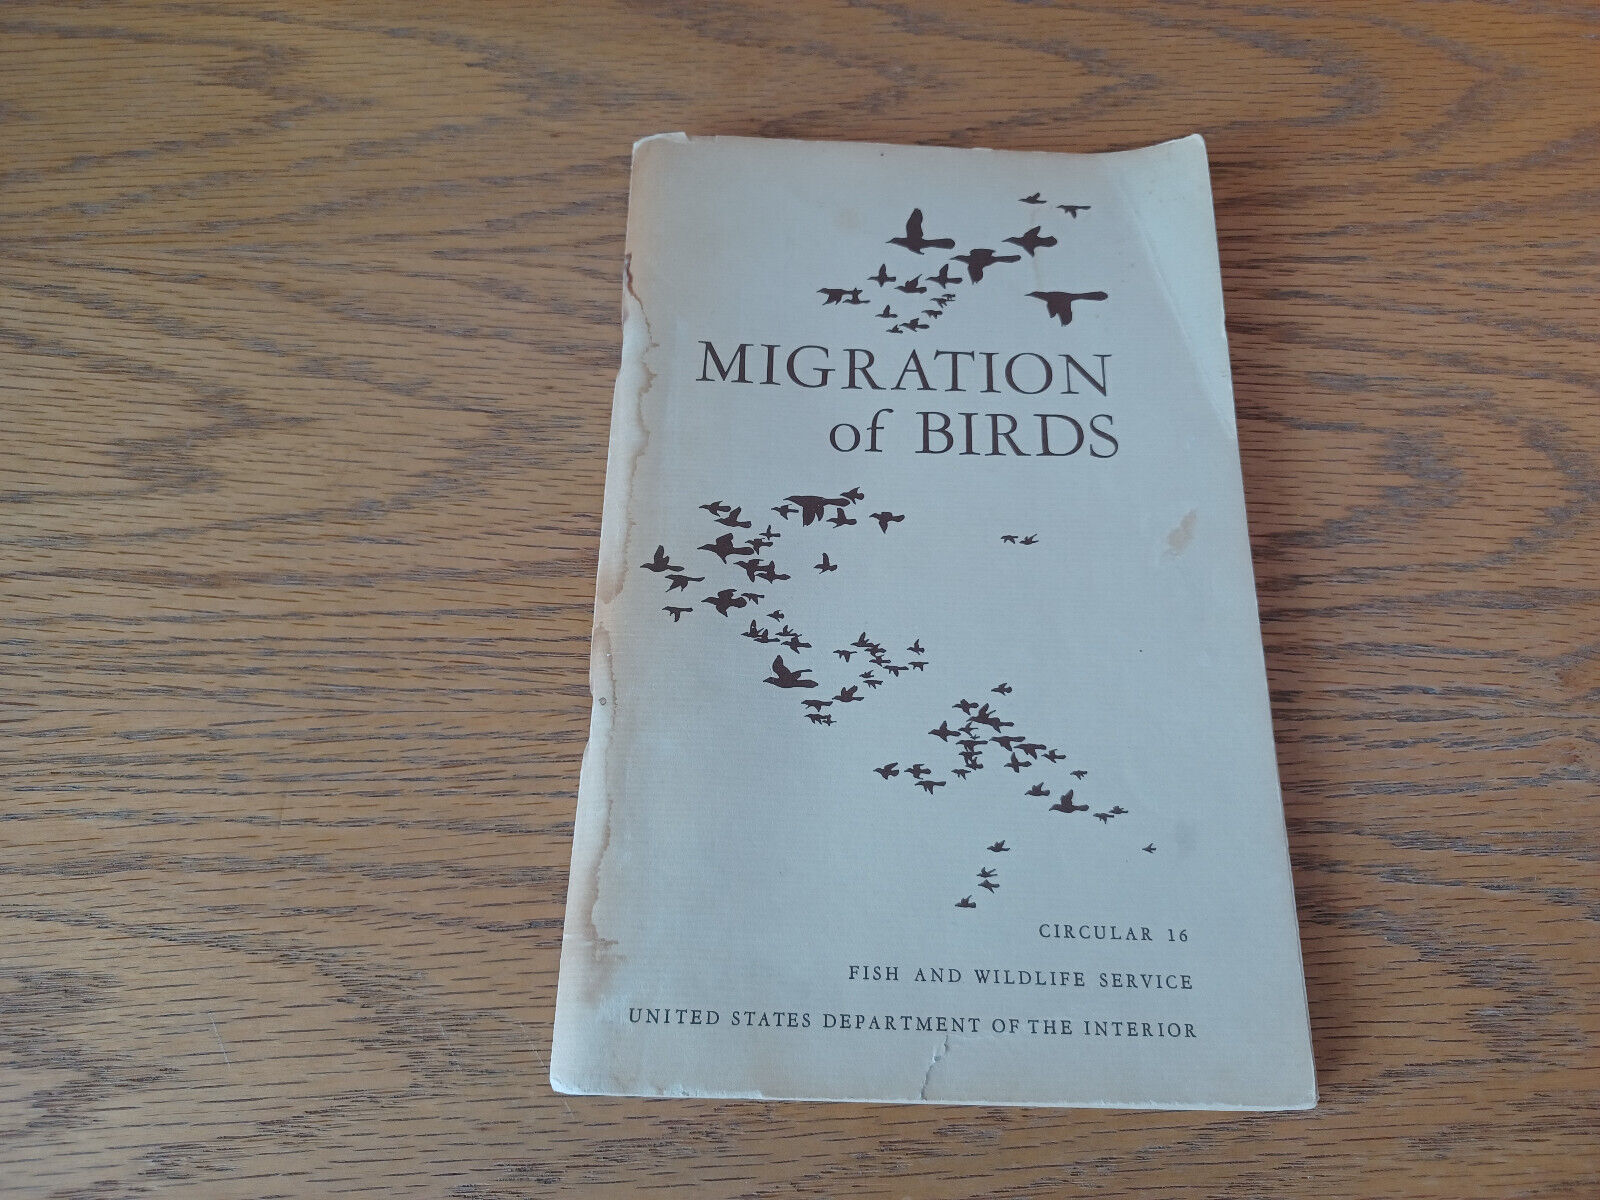 MIGRATION
of BIRDS
CIRCULAR 16
FISH AND WILDLIFE SERVICE
UNITED STATES DEPARTMENT OF THE INTERIOR